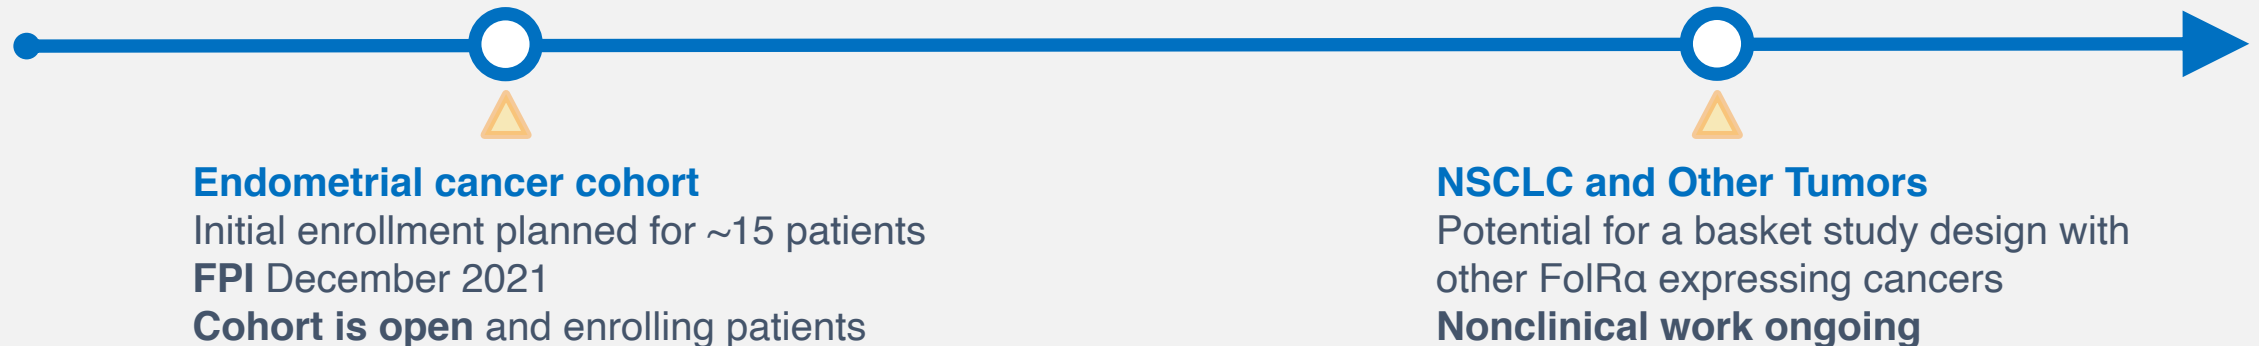 Endometrial cancer cohort
Initial enrollment planned for ~15 patients
FPI December 2021
Cohort is open and enrolling patients
NSCLC and Other Tumors
Potential for a basket study design with
other FolRα expressing cancers
Nonclinical work ongoing